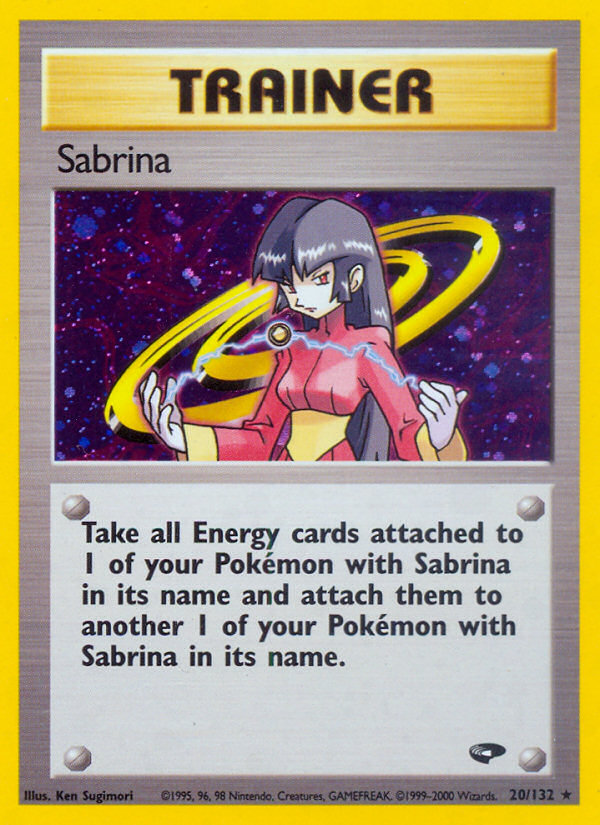 TRAINER
Sabrina
Take all Energy cards attached to
1 of your Pokémon with Sabrina
in its name and attach them to
another 1 of your Pokémon with
Sabrina in its name.
Illus. Ken Sugimori ©1995, 96, 98 Nintendo, Creatures, GAMEFREAK. ©1999-2000 Wizards. 20/132 ★